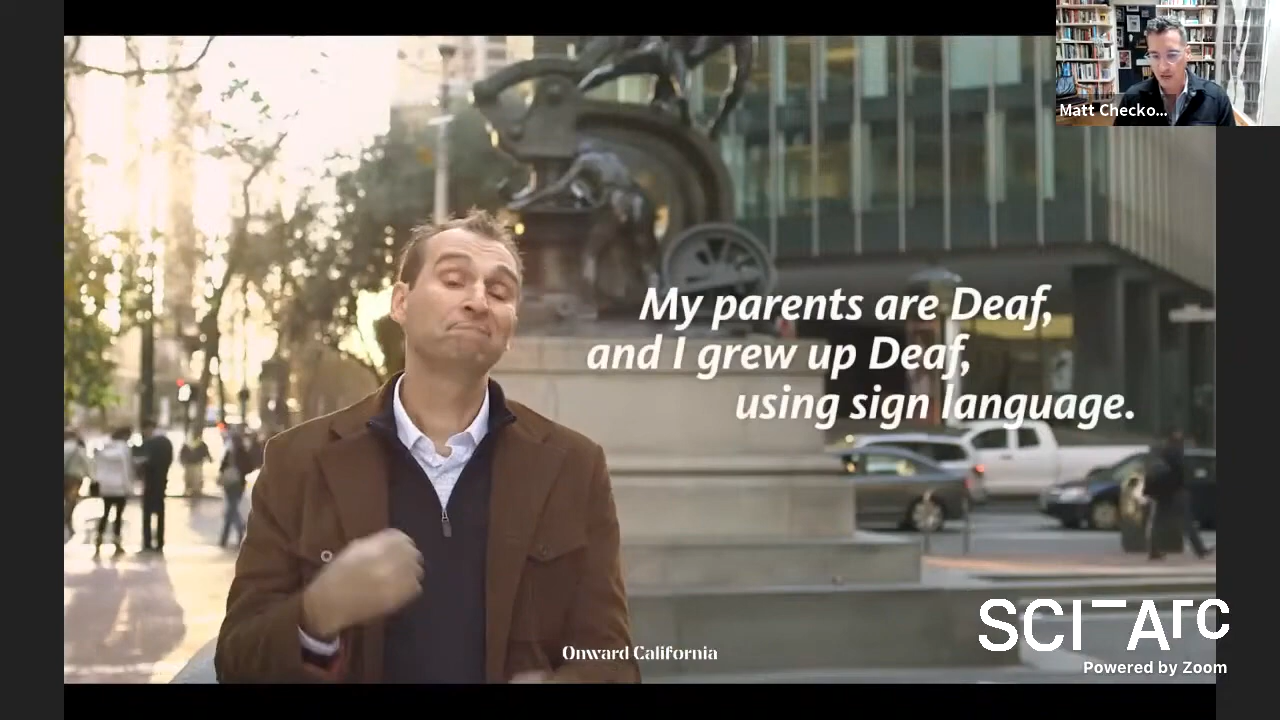 Matt Checko...
My parents are Deaf,
and I grew up Deaf,
using sign language.
Onward California
SCI-Arc
Powered by Zoom